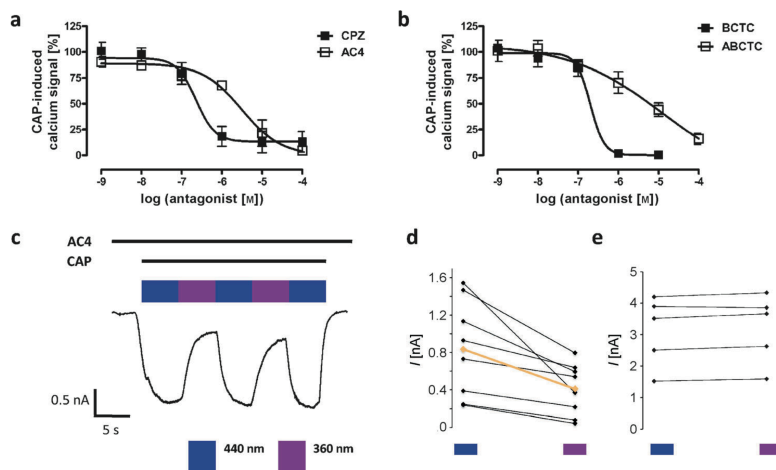 a
125
100
75
50
25
0
CAP-induced
calcium signal [%]
CPZ
AC4
-9 -8 -7 -6 -5 -4
log (antagonist [M])
b
125
100
75
50
25
0
CAP-induced
calcium signal [%]
BCTC
ABCTC
-9 -8 -7 -6 -5 -4
log (antagonist [M])
c
AC4
CAP
0.5 nA
5 s
440 nm
360 nm
d
1.6
1.2
0.8
0.4
0
I [nA]
e
5
4
3
2
1
0
I [nA]